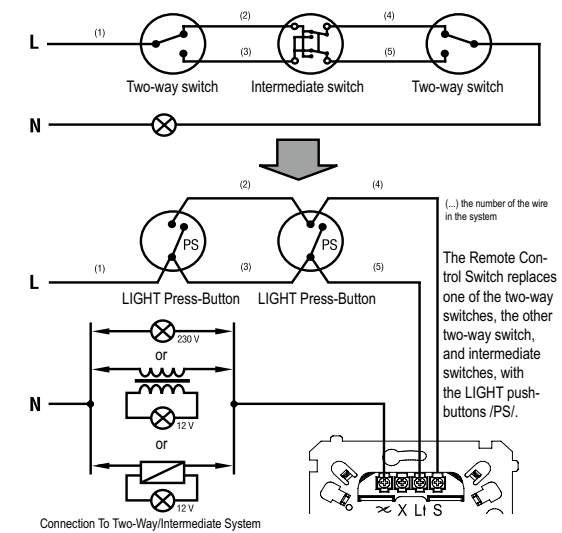 (2)
(4)
L
(1)
(3)
(5)
Two-way switch
Intermediate switch
Two-way switch
N
(2)
(4)
(...) the number of the wire
in the system
PS
PS
The Remote Con-
trol Switch replaces
one of the two-way
switches, the other
two-way switch,
and intermediate
switches, with
the LIGHT push-
buttons /PS/.
L
(1)
(3)
(5)
LIGHT Press-Button
LIGHT Press-Button
230 V
or
N
12 V
or
12 V
X L S
Connection To Two-Way/Intermediate System